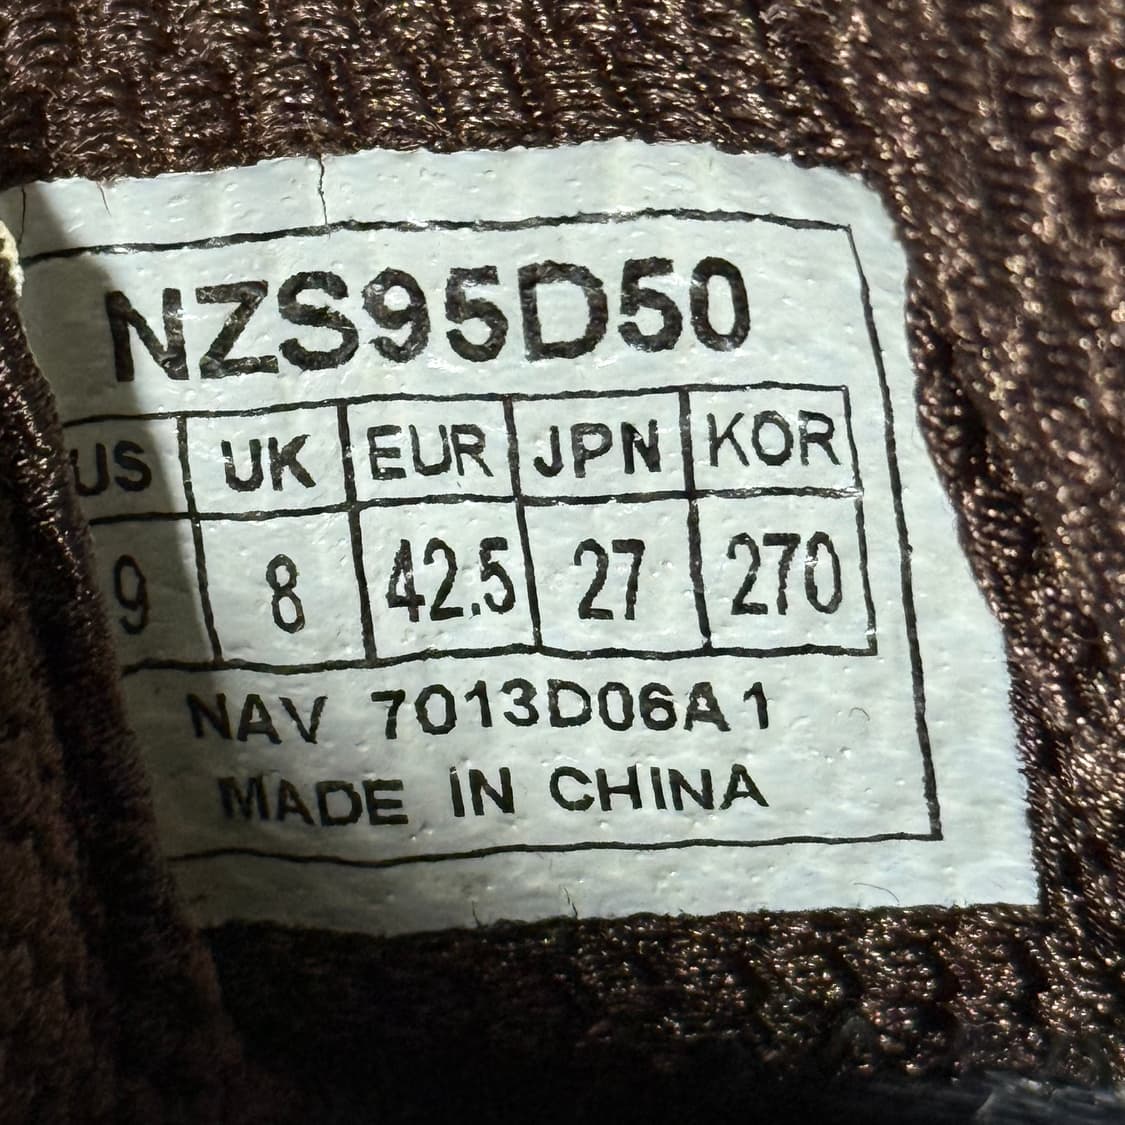 NZS95D50
US UK EUR JPN KOR
9 8 42.5 27 270
NAV 7013D06A1
MADE IN CHINA